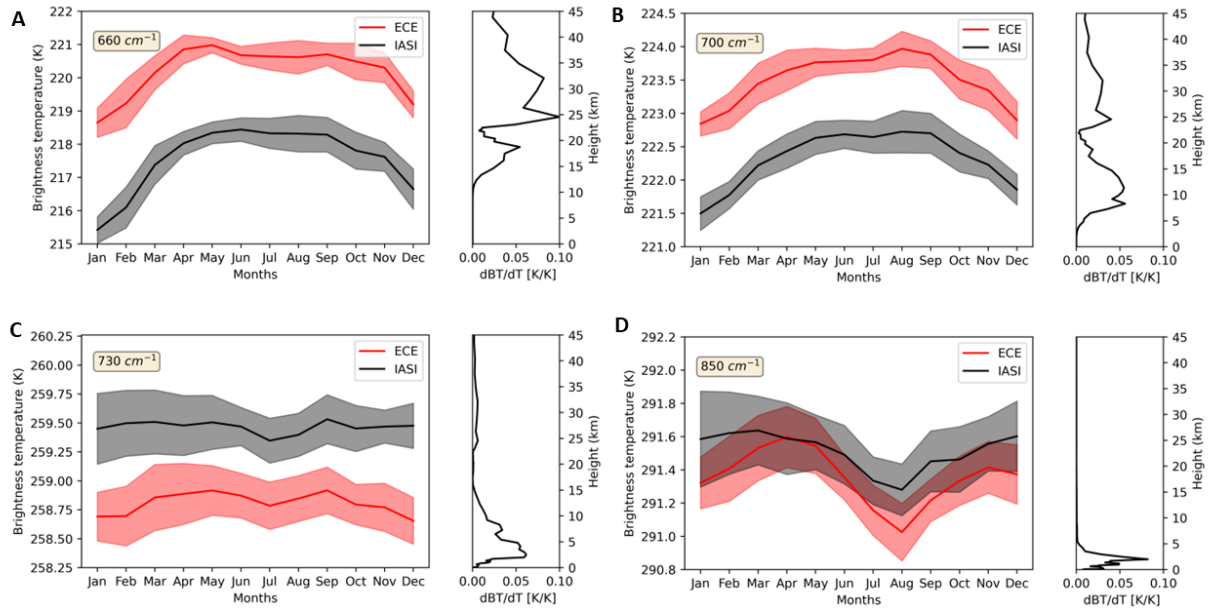 A
660 cm⁻¹
ECE
IASI
Brightness temperature (K)
222
221
220
219
218
217
216
215
Jan Feb Mar Apr May Jun Jul Aug Sep Oct Nov Dec
Months
45
40
35
30
25
20
15
10
5
0
Height (km)
0.00 0.05 0.10
dBT/dT [K/K]
B
700 cm⁻¹
ECE
IASI
Brightness temperature (K)
224.5
224.0
223.5
223.0
222.5
222.0
221.5
221.0
Jan Feb Mar Apr May Jun Jul Aug Sep Oct Nov Dec
Months
45
40
35
30
25
20
15
10
5
0
Height (km)
0.00 0.05 0.10
dBT/dT [K/K]
C
730 cm⁻¹
ECE
IASI
Brightness temperature (K)
260.25
260.00
259.75
259.50
259.25
259.00
258.75
258.50
258.25
Jan Feb Mar Apr May Jun Jul Aug Sep Oct Nov Dec
Months
45
40
35
30
25
20
15
10
5
0
Height (km)
0.00 0.05 0.10
dBT/dT [K/K]
D
850 cm⁻¹
ECE
IASI
Brightness temperature (K)
292.2
292.0
291.8
291.6
291.4
291.2
291.0
290.8
Jan Feb Mar Apr May Jun Jul Aug Sep Oct Nov Dec
Months
45
40
35
30
25
20
15
10
5
0
Height (km)
0.00 0.05 0.10
dBT/dT [K/K]